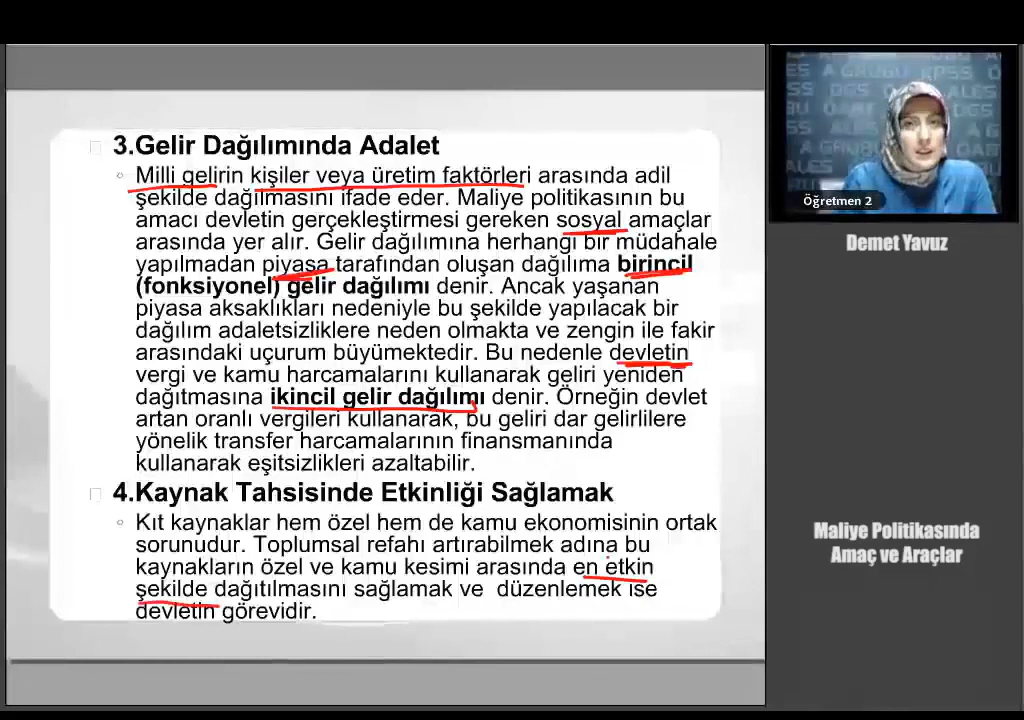 3.Gelir Dağılımında Adalet
Milli gelirin kişiler veya üretim faktörleri arasında adil
şekilde dağılmasını ifade eder. Maliye politikasının bu
amacı devletin gerçekleştirmesi gereken sosyal amaçlar
arasında yer alır. Gelir dağılımına herhangi bir müdahale
yapılmadan piyasa tarafından oluşan dağılıma birincil
(fonksiyonel) gelir dağılımı denir. Ancak yaşanan
piyasa aksaklıkları nedeniyle bu şekilde yapılacak bir
dağılım adaletsizliklere neden olmakta ve zengin ile fakir
arasındaki uçurum büyümektedir. Bu nedenle devletin
vergi ve kamu harcamalarını kullanarak geliri yeniden
dağıtmasına ikincil gelir dağılımı denir. Örneğin devlet
artan oranlı vergileri kullanarak, bu geliri dar gelirlilere
yönelik transfer harcamalarının finansmanında
kullanarak eşitsizlikleri azaltabilir.
4.Kaynak Tahsisinde Etkinliği Sağlamak
Kıt kaynaklar hem özel hem de kamu ekonomisinin ortak
sorunudur. Toplumsal refahı artırabilmek adına bu
kaynakların özel ve kamu kesimi arasında en etkin
şekilde dağıtılmasını sağlamak ve düzenlemek ise
devletin görevidir.
Öğretmen 2
Demet Yavuz
Maliye Politikasında
Amaç ve Araçlar